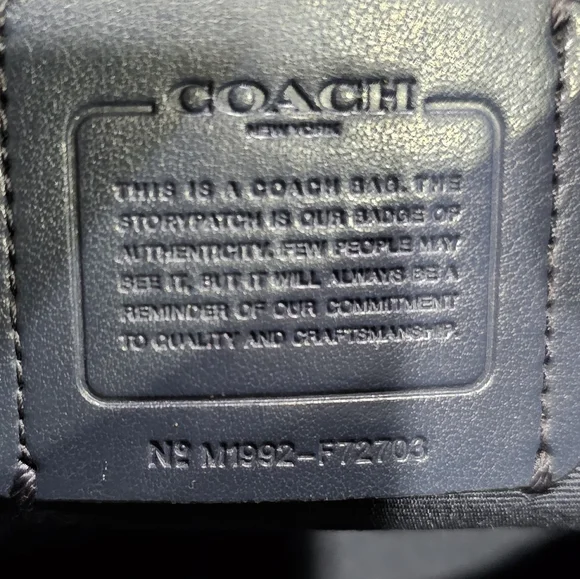 COACH
NEW YORK
THIS IS A COACH BAG. THE
STORYPATCH IS OUR BADGE OF
AUTHENTICITY. FEW PEOPLE MAY
SEE IT, BUT IT WILL ALWAYS BE A
REMINDER OF OUR COMMITMENT
TO QUALITY AND CRAFTSMANSHIP.
Nº M1992-F72703